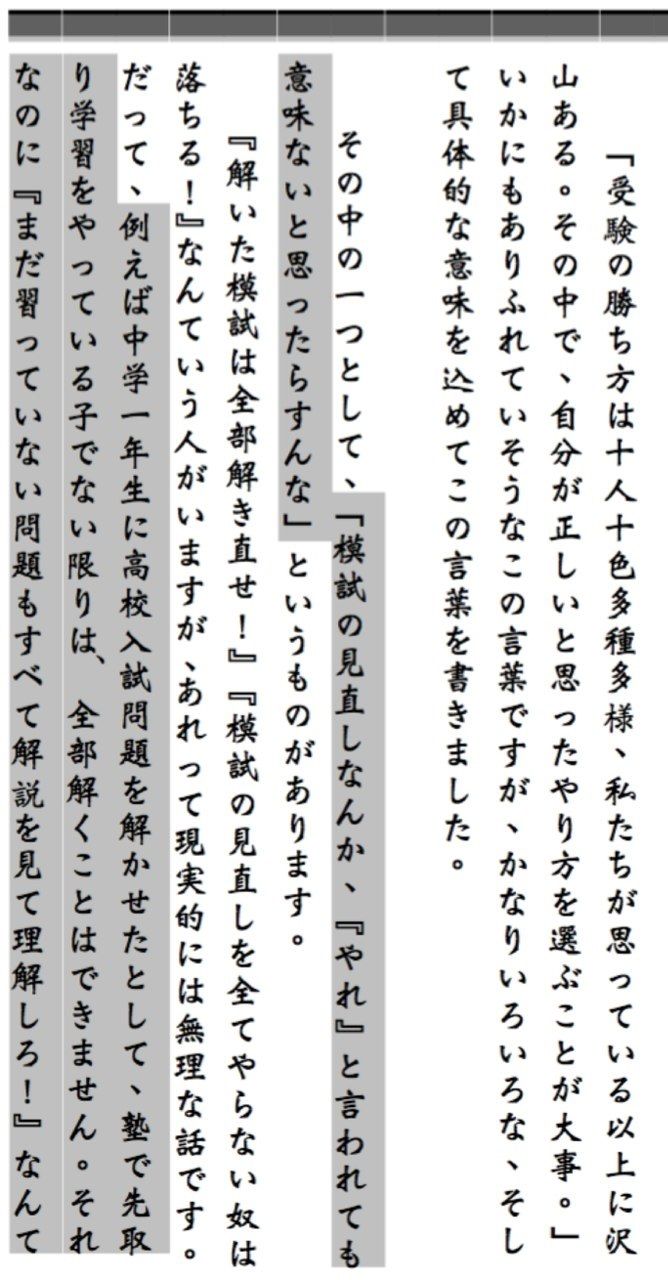 「受験の勝ち方は十人十色多種多様、私たちが思っている以上に沢
山ある。その中で、自分が正しいと思ったやり方を選ぶことが大事。」
いかにもありふれていそうなこの言葉ですが、かなりいろいろな、そし
て具体的な意味を込めてこの言葉を書きました。
その中の一つとして、「模試の見直しなんか、『やれ』と言われても
意味ないと思ったらすんな」というものがあります。
『解いた模試は全部解き直せ！』『模試の見直しを全てやらない奴は
落ちる！』なんていう人がいますが、あれって現実的には無理な話です。
だって、例えば中学一年生に高校入試問題を解かせたとして、塾で先取
り学習をやっている子でない限りは、全部解くことはできません。それ
なのに『まだ習っていない問題もすべて解説を見て理解しろ！』なんて